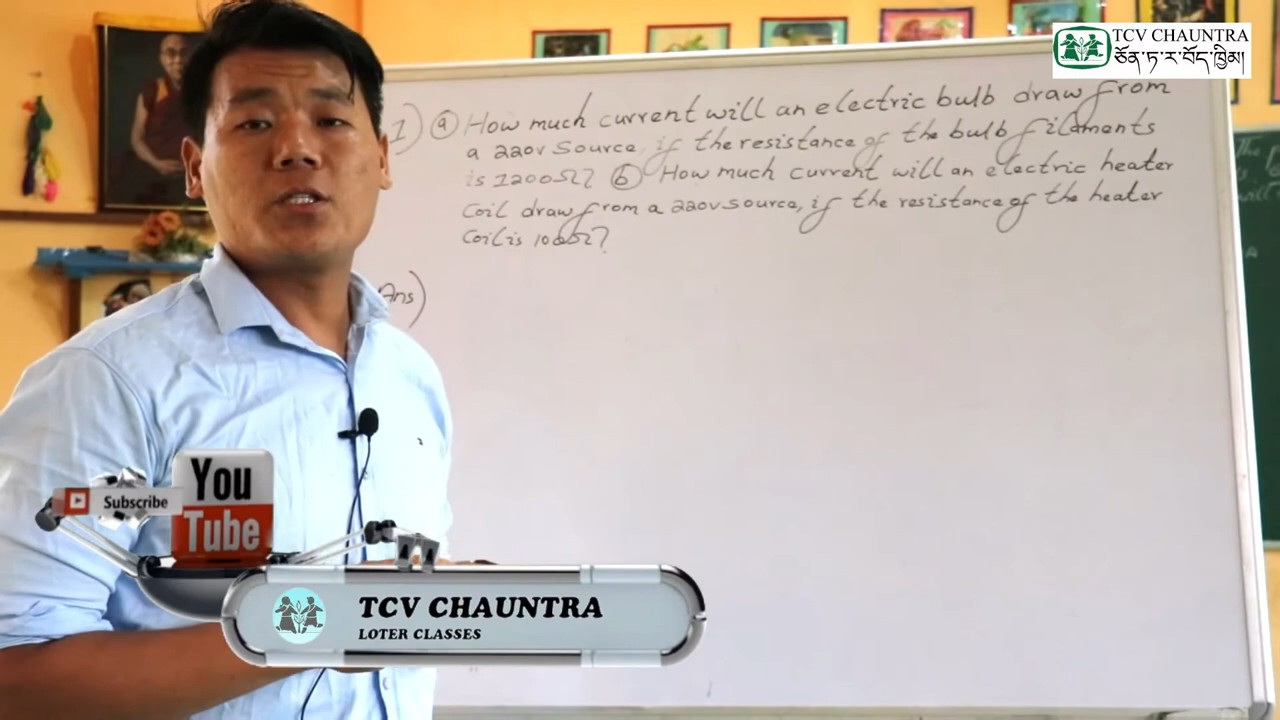 TCV CHAUNTRA
ཅོན་ཏ་ར་བོད་ཁྱིམ།
1) ⓐ How much current will an electric bulb draw from
a 220V Source, if the resistance of the bulb filaments
is 1200Ω? ⓑ How much current will an electric heater
Coil draw from a 220V source, if the resistance of the heater
Coil is 100Ω?
Ans)
You
Tube
Subscribe
TCV CHAUNTRA
LOTER CLASSES